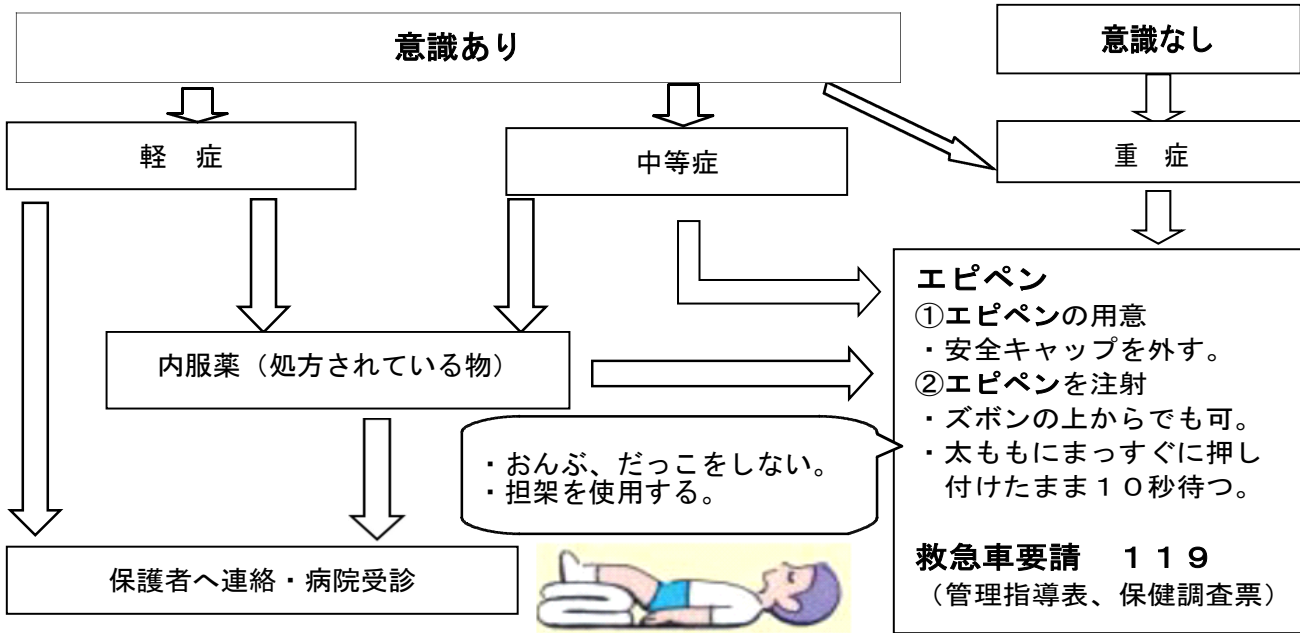 意識あり
意識なし
軽　症
中等症
重　症
内服薬（処方されている物）
・おんぶ、だっこをしない。
・担架を使用する。
保護者へ連絡・病院受診
エピペン
①エピペンの用意
・安全キャップを外す。
②エピペンを注射
・ズボンの上からでも可。
・太ももにまっすぐに押し
付けたまま１０秒待つ。
救急車要請　１１９
（管理指導表、保健調査票）